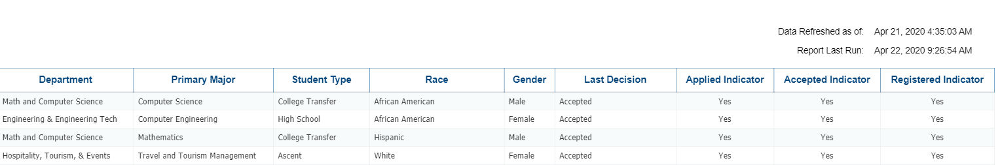 Data Refreshed as of: Apr 21, 2020 4:35:03 AM
Report Last Run: Apr 22, 2020 9:26:54 AM
Department Primary Major Student Type Race Gender Last Decision Applied Indicator Accepted Indicator Registered Indicator
Math and Computer Science Computer Science College Transfer African American Male Accepted Yes Yes Yes
Engineering & Engineering Tech Computer Engineering High School African American Female Accepted Yes Yes Yes
Math and Computer Science Mathematics College Transfer Hispanic Male Accepted Yes Yes Yes
Hospitality, Tourism, & Events Travel and Tourism Management Ascent White Female Accepted Yes Yes Yes